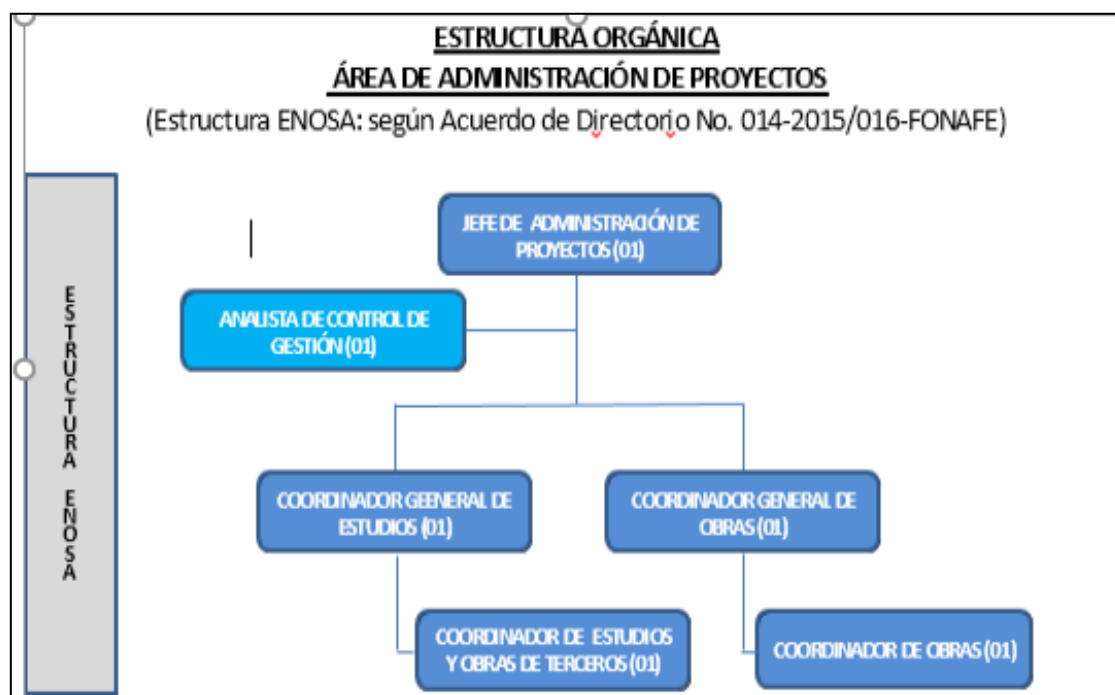 ESTRUCTURA ORGÁNICA
ÁREA DE ADMINISTRACIÓN DE PROYECTOS
(Estructura ENOSA: según Acuerdo de Directorio No. 014-2015/016-FONAFE)
ESTRUCTURA ENOSA
JEFE DE ADMINISTRACIÓN DE
PROYECTOS (01)
ANALISTA DE CONTROL DE
GESTIÓN (01)
COORDINADOR GEENERAL DE
ESTUDIOS (01)
COORDINADOR GENERAL DE
OBRAS (01)
COORDINADOR DE ESTUDIOS
Y OBRAS DE TERCEROS (01)
COORDINADOR DE OBRAS (01)